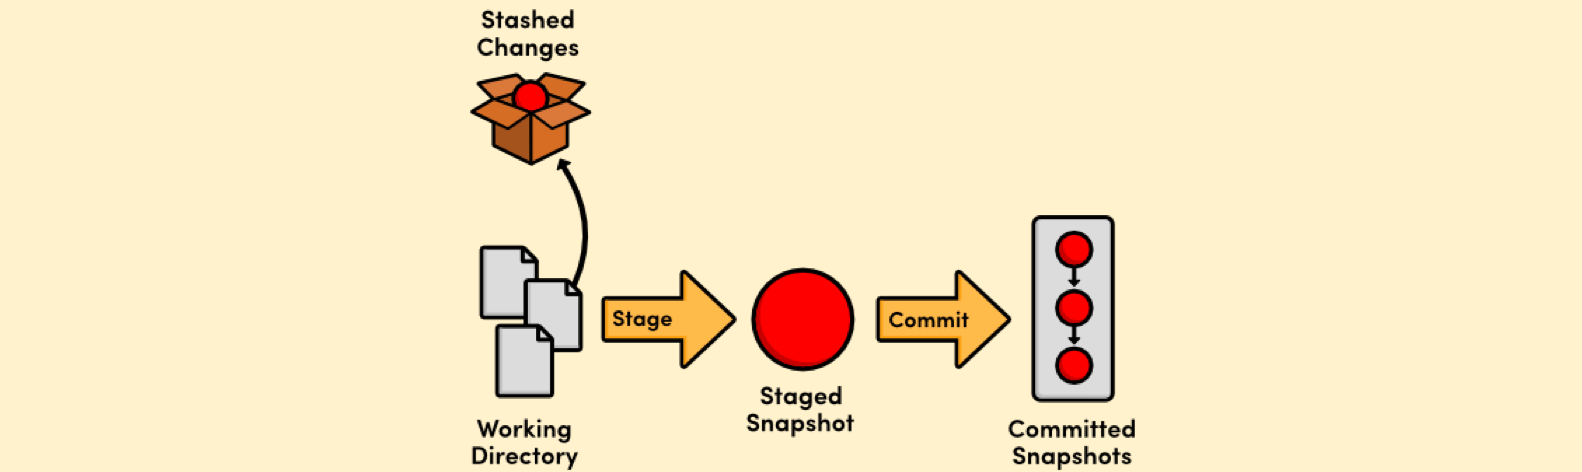 Stashed
Changes
Stage
Commit
Staged
Snapshot
Working
Directory
Committed
Snapshots